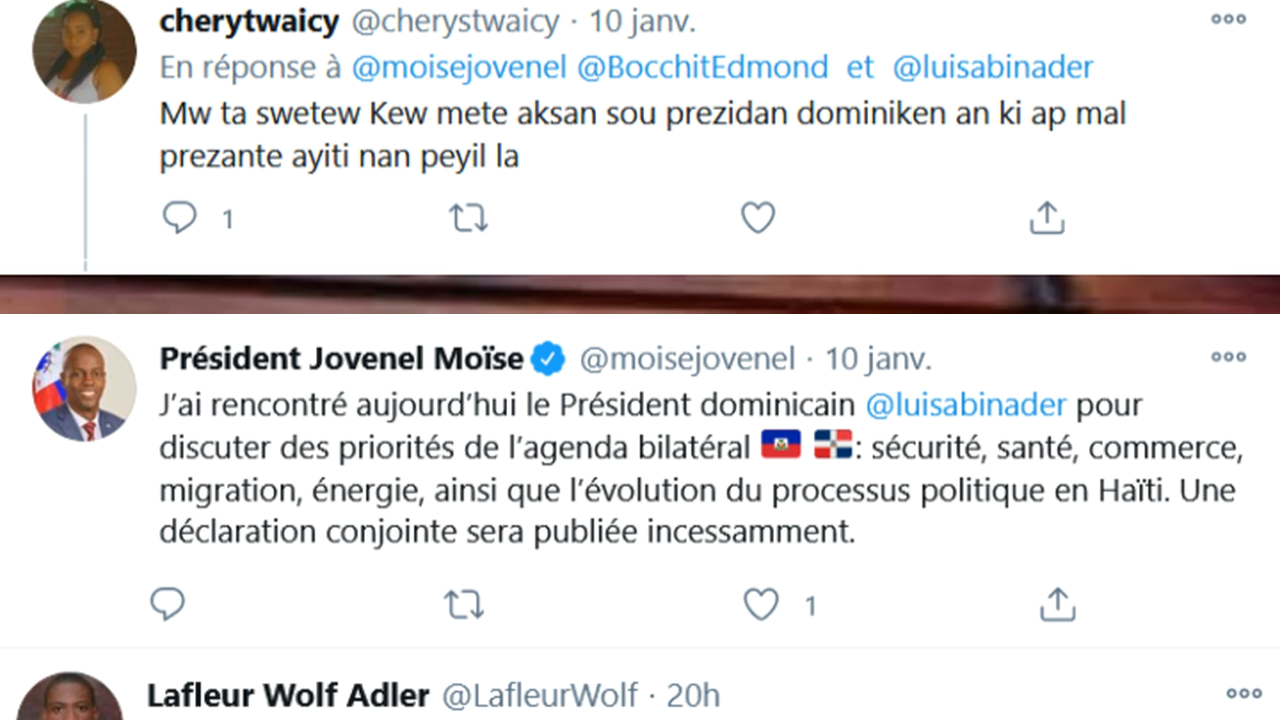 cherytwaicy @cherystwaicy · 10 janv.
En réponse à @moisejovenel @BocchitEdmond et @luisabinader
Mw ta swetew Kew mete aksan sou prezidan dominiken an ki ap mal
prezante ayiti nan peyil la
1
Président Jovenel Moïse @moisejovenel · 10 janv.
J’ai rencontré aujourd’hui le Président dominicain @luisabinader pour
discuter des priorités de l’agenda bilatéral 🇭🇹 🇩🇴: sécurité, santé, commerce,
migration, énergie, ainsi que l’évolution du processus politique en Haïti. Une
déclaration conjointe sera publiée incessamment.
1
Lafleur Wolf Adler @LafleurWolf · 20h